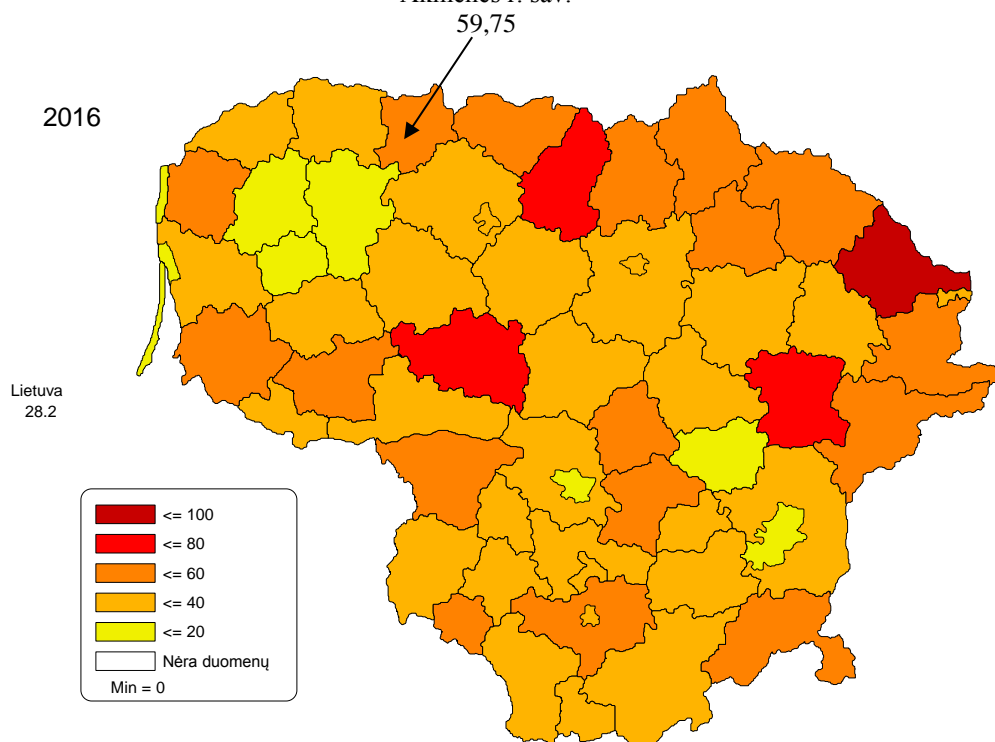 59,75
2016
Lietuva
28.2
<= 100
<= 80
<= 60
<= 40
<= 20
Nėra duomenų
Min = 0